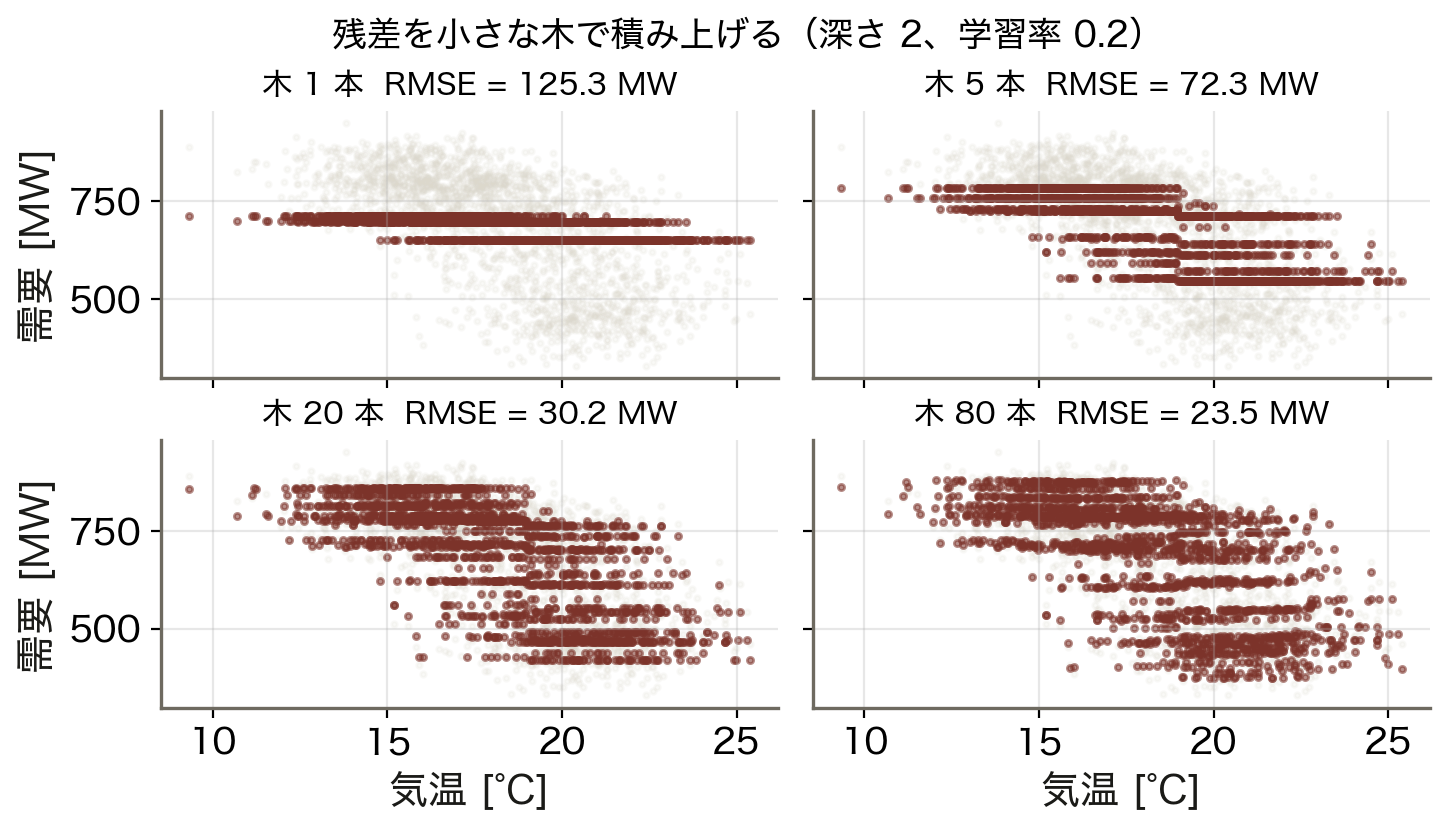 残差を小さな木で積み上げる（深さ 2、学習率 0.2）
木 1 本 RMSE = 125.3 MW
木 5 本 RMSE = 72.3 MW
需要 [MW]
750
500
木 20 本 RMSE = 30.2 MW
木 80 本 RMSE = 23.5 MW
需要 [MW]
750
500
10 15 20 25
10 15 20 25
気温 [℃]
気温 [℃]